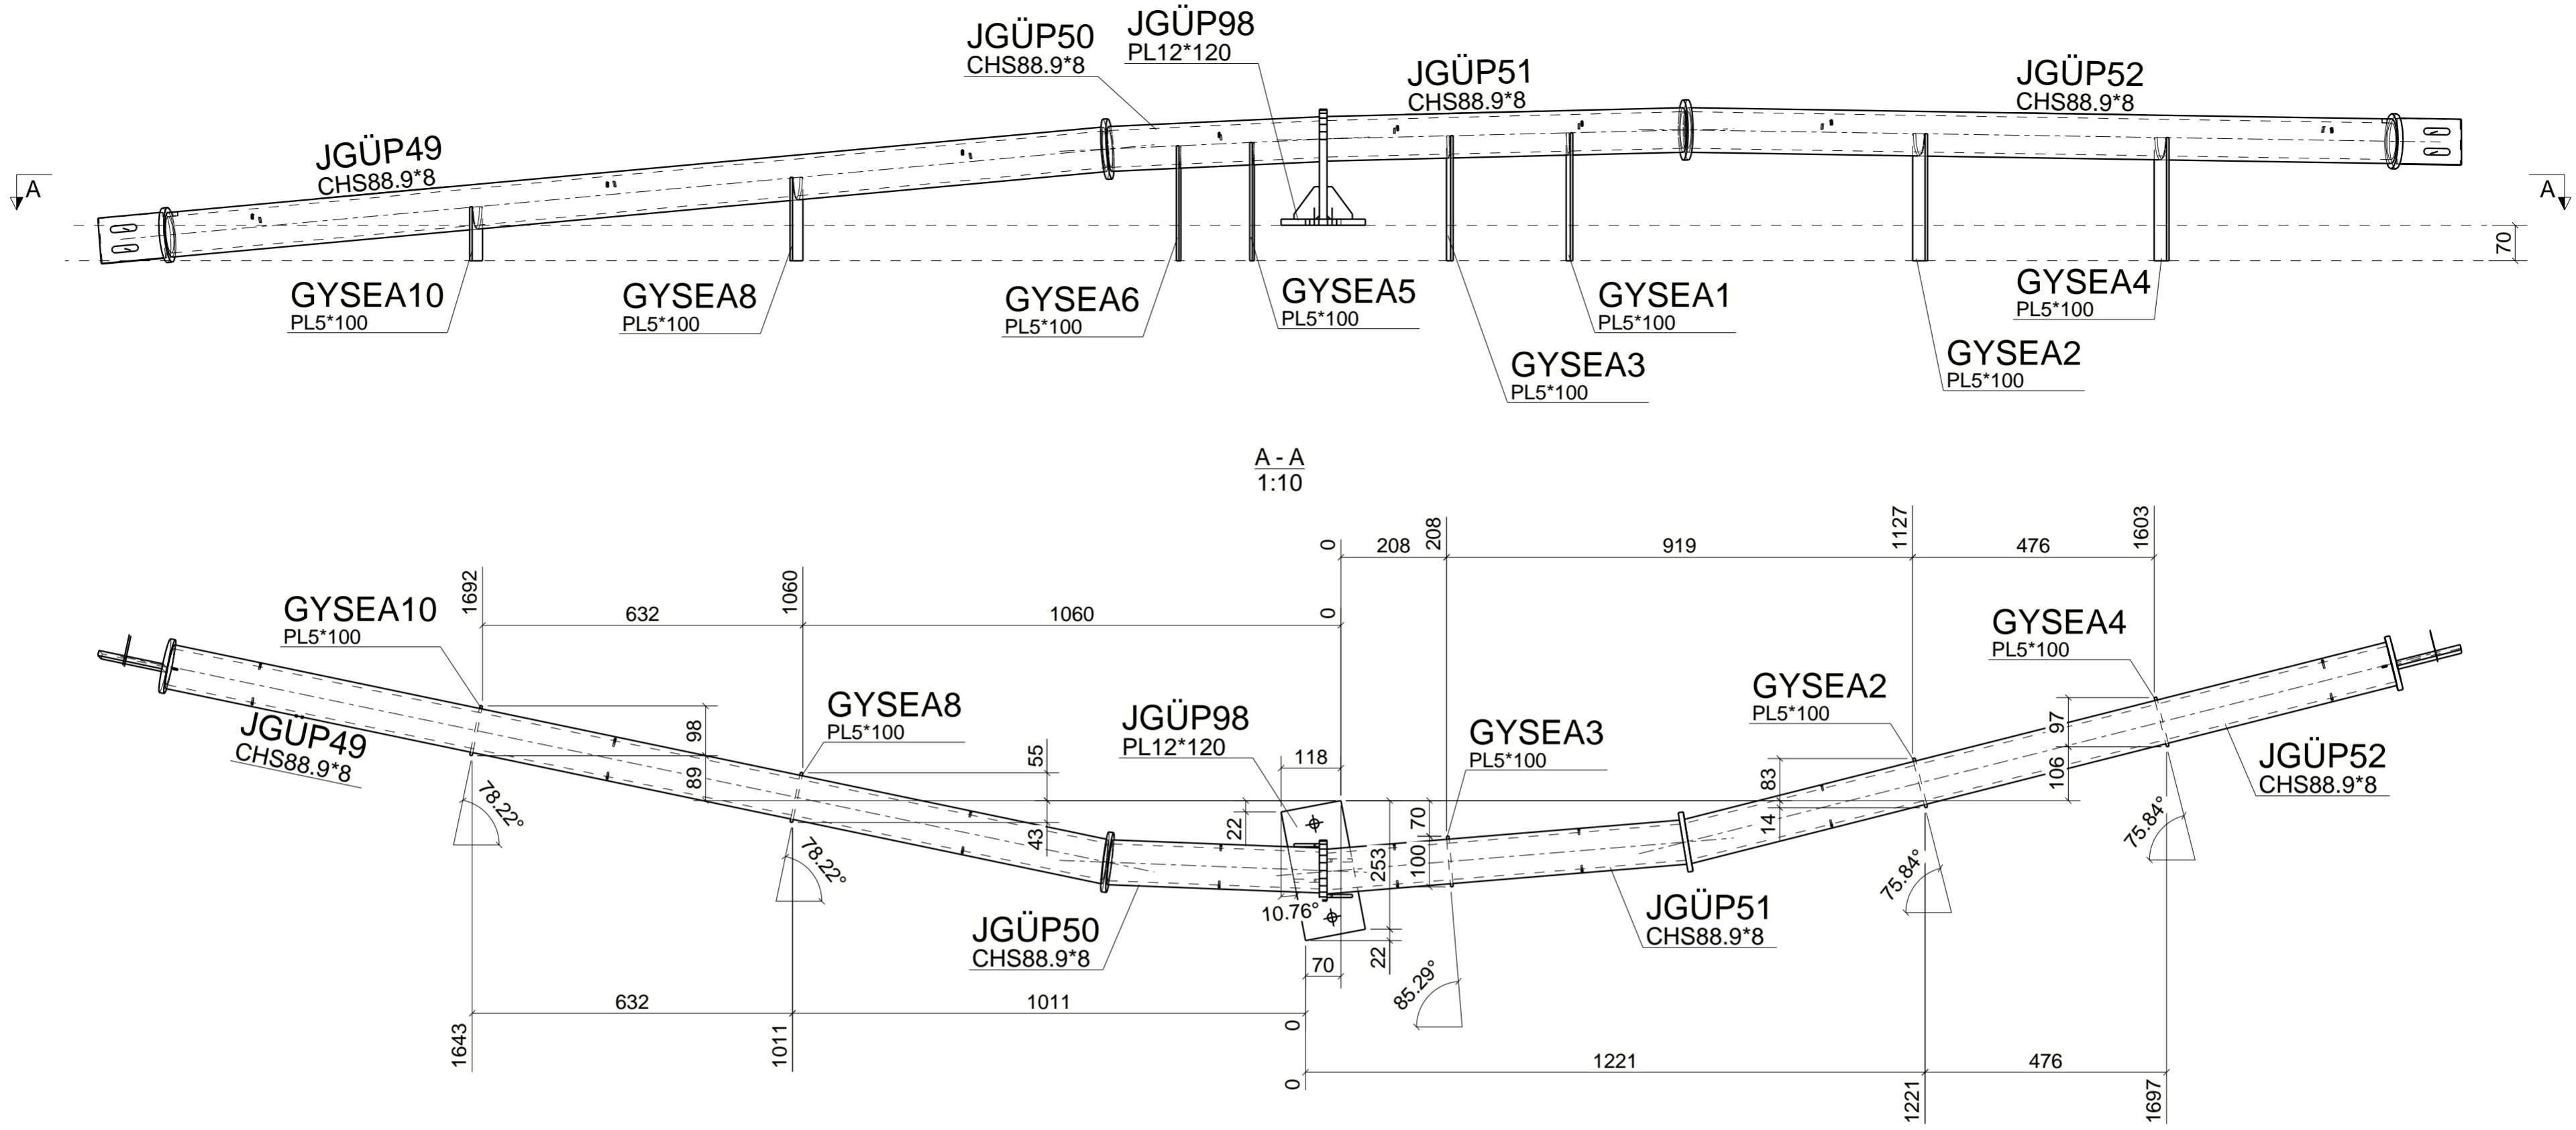 JGÜP50
CHS88.9*8
JGÜP98
PL12*120
JGÜP51
CHS88.9*8
JGÜP52
CHS88.9*8
JGÜP49
CHS88.9*8
A
A
70
GYSEA10
PL5*100
GYSEA8
PL5*100
GYSEA6
PL5*100
GYSEA5
PL5*100
GYSEA1
PL5*100
GYSEA4
PL5*100
GYSEA3
PL5*100
GYSEA2
PL5*100
A - A
1:10
0
208
208
919
1127
476
1603
1692
632
1060
1060
0
GYSEA10
PL5*100
GYSEA4
PL5*100
GYSEA8
PL5*100
GYSEA2
PL5*100
JGÜP98
PL12*120
GYSEA3
PL5*100
JGÜP49
CHS88.9*8
98
89
55
43
118
22
253
70
100
83
14
97
106
JGÜP52
CHS88.9*8
78.22°
78.22°
10.76°
75.84°
75.84°
JGÜP50
CHS88.9*8
JGÜP51
CHS88.9*8
22
70
85.29°
632
1011
1643
1011
0
1221
476
0
1221
1697